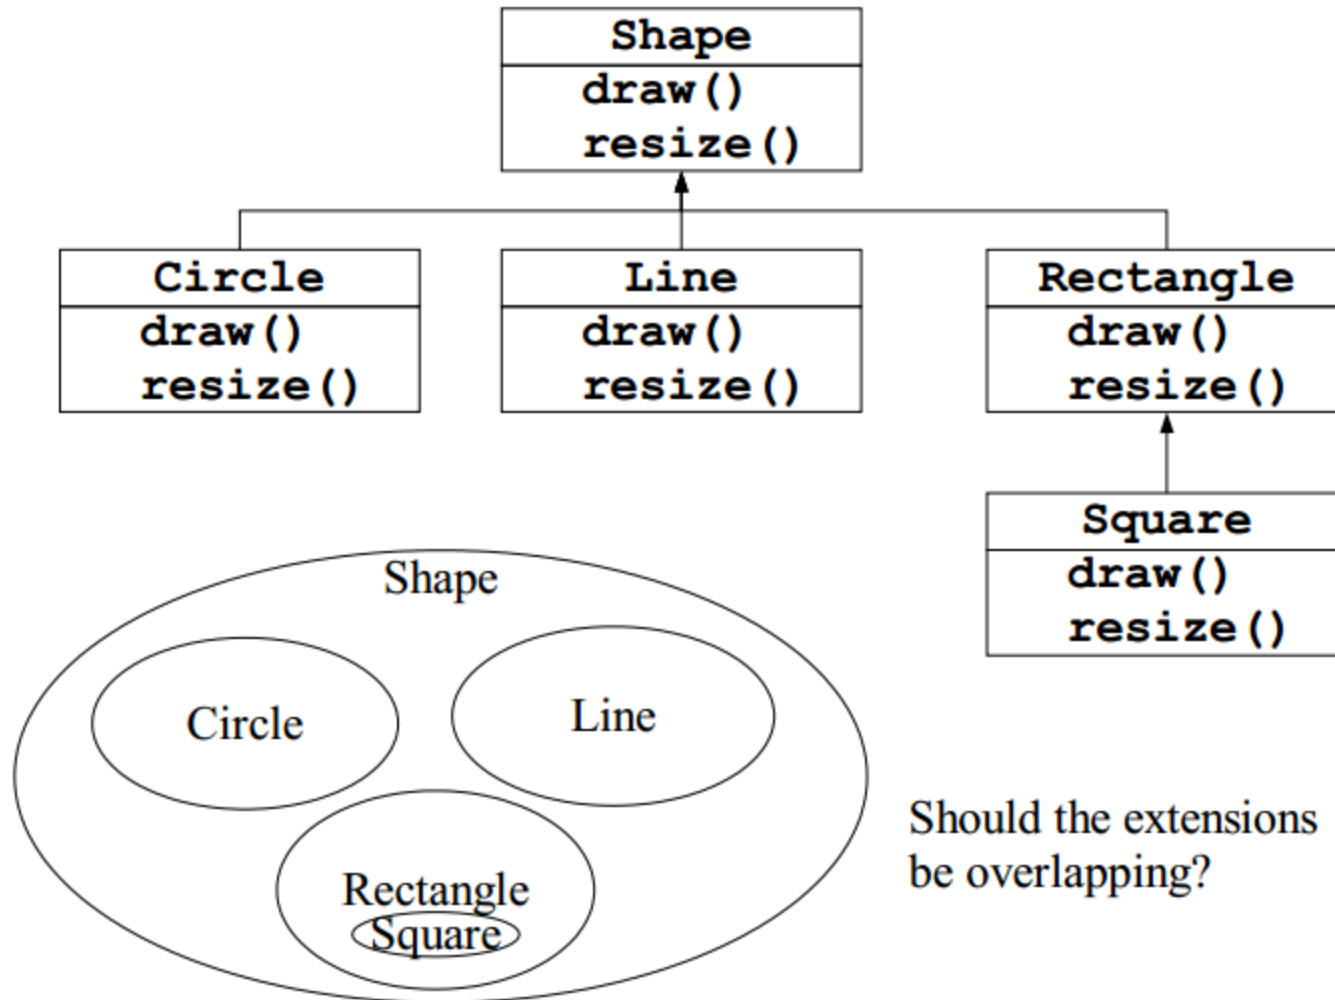 Shape
draw()
resize()
Circle
draw()
resize()
Line
draw()
resize()
Rectangle
draw()
resize()
Square
draw()
resize()
Shape
Circle
Line
Rectangle
Square
Should the extensions
be overlapping?